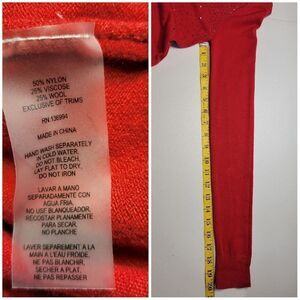 50% NYLON
25% VISCOSE
25% WOOL
EXCLUSIVE OF TRIMS
RN 136994
MADE IN CHINA
HAND WASH SEPARATELY
IN COLD WATER.
DO NOT BLEACH.
LAY FLAT TO DRY.
DO NOT IRON
LAVAR A MANO
SEPARADAMENTE CON
AGUA FRIA.
NO USE BLANQUEADOR.
RECOSTAR PLANAMENTE
PARA SECAR.
NO PLANCHE
LAVER SEPAREMENT A LA
MAIN A L'EAU FROIDE.
NE PAS BLANCHIR.
SECHER A PLAT.
NE PAS REPASSER